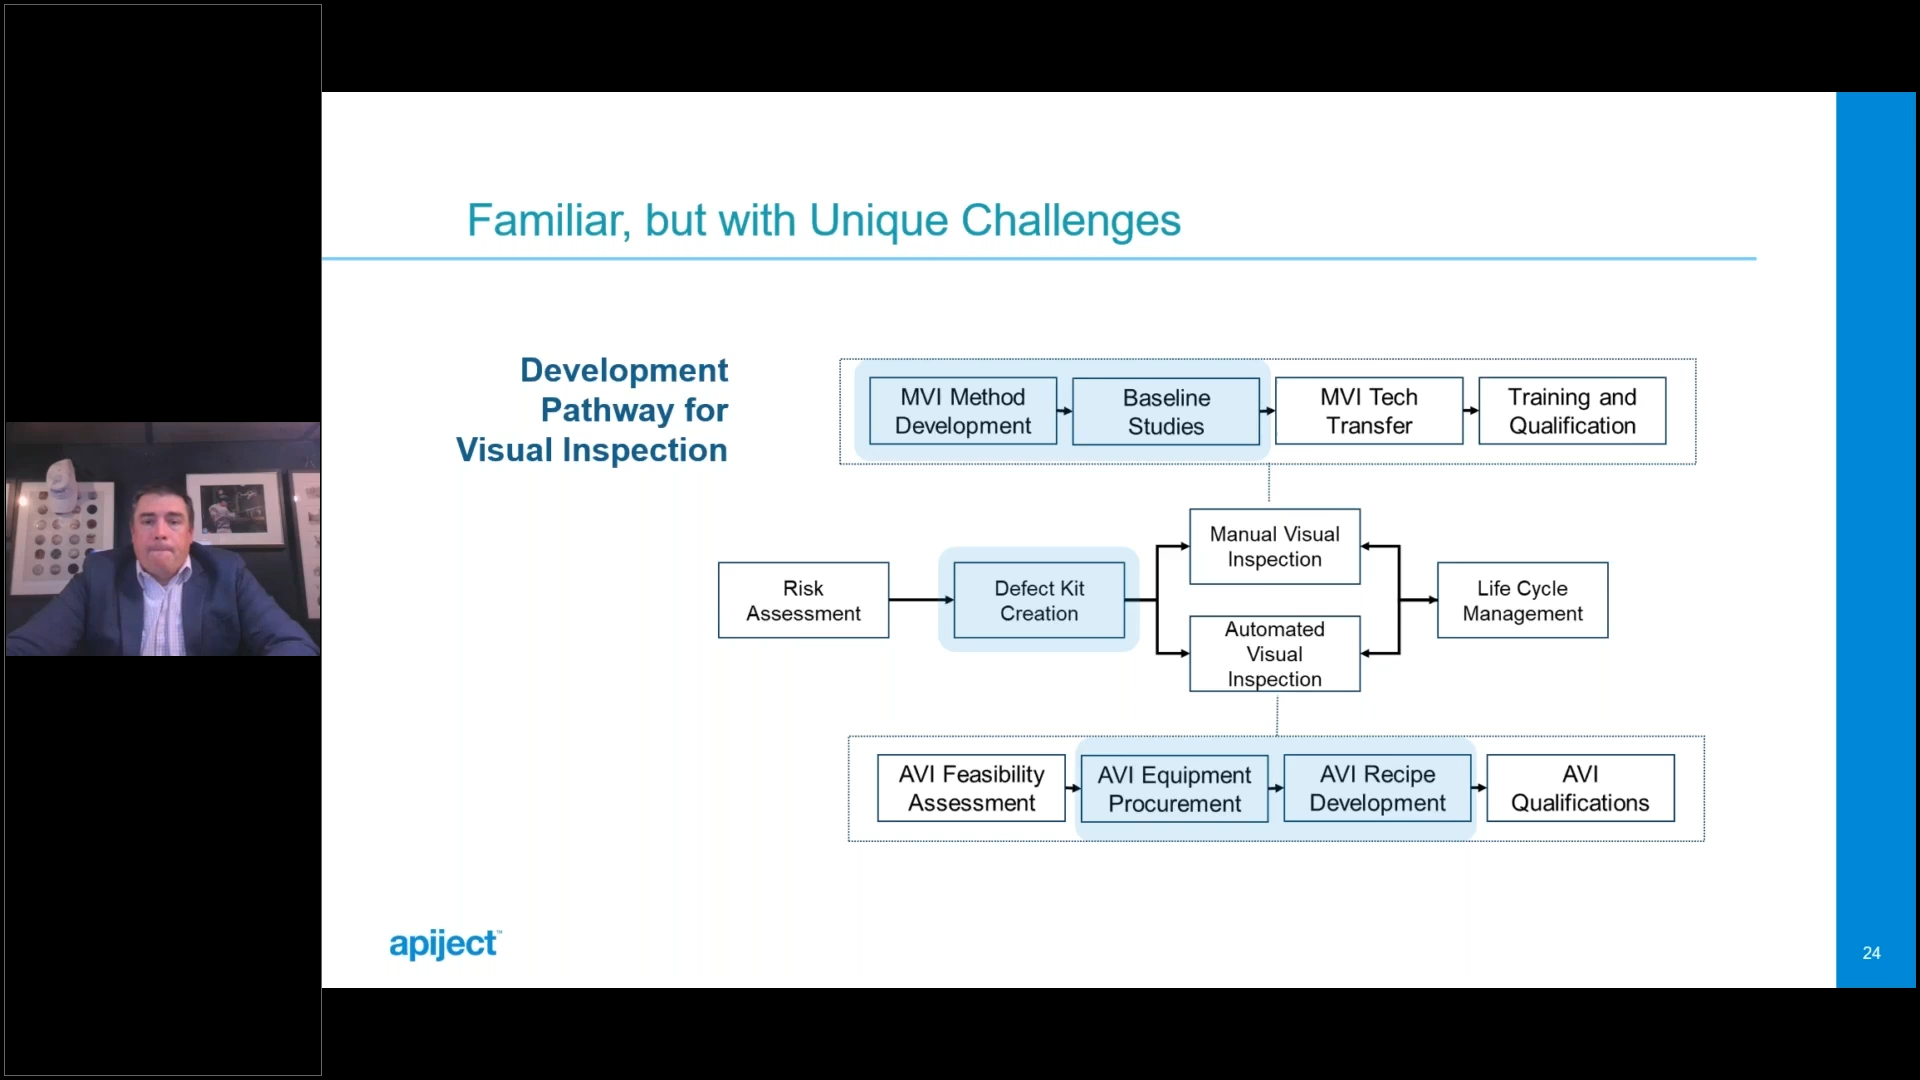 Familiar, but with Unique Challenges
Development
Pathway for
Visual Inspection
MVI Method
Development
Baseline
Studies
MVI Tech
Transfer
Training and
Qualification
Risk
Assessment
Defect Kit
Creation
Manual Visual
Inspection
Automated
Visual
Inspection
Life Cycle
Management
AVI Feasibility
Assessment
AVI Equipment
Procurement
AVI Recipe
Development
AVI
Qualifications
apiject™
24